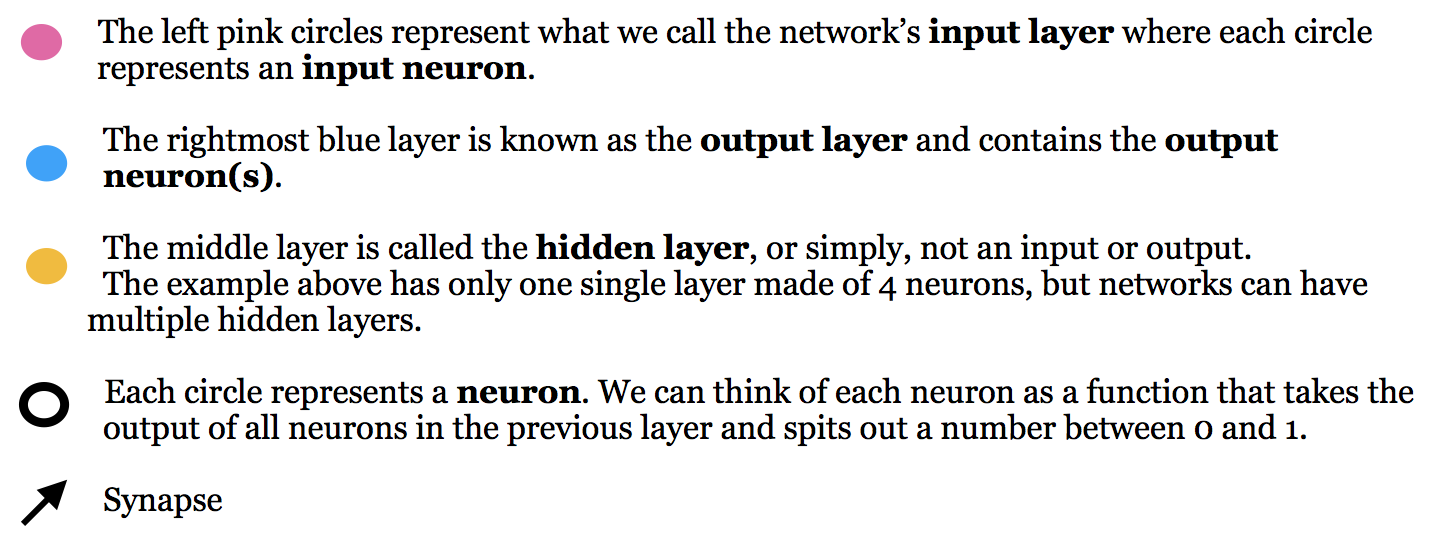 The left pink circles represent what we call the network’s input layer where each circle
represents an input neuron.
The rightmost blue layer is known as the output layer and contains the output
neuron(s).
The middle layer is called the hidden layer, or simply, not an input or output.
The example above has only one single layer made of 4 neurons, but networks can have
multiple hidden layers.
Each circle represents a neuron. We can think of each neuron as a function that takes the
output of all neurons in the previous layer and spits out a number between 0 and 1.
Synapse